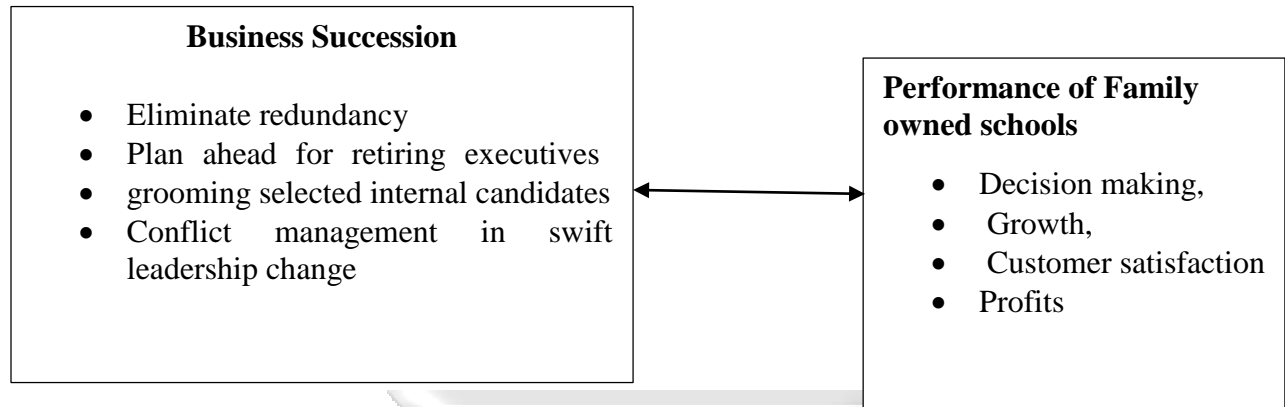 Business Succession
• Eliminate redundancy
• Plan ahead for retiring executives
• grooming selected internal candidates
• Conflict management in swift
leadership change
Performance of Family
owned schools
• Decision making,
• Growth,
• Customer satisfaction
• Profits